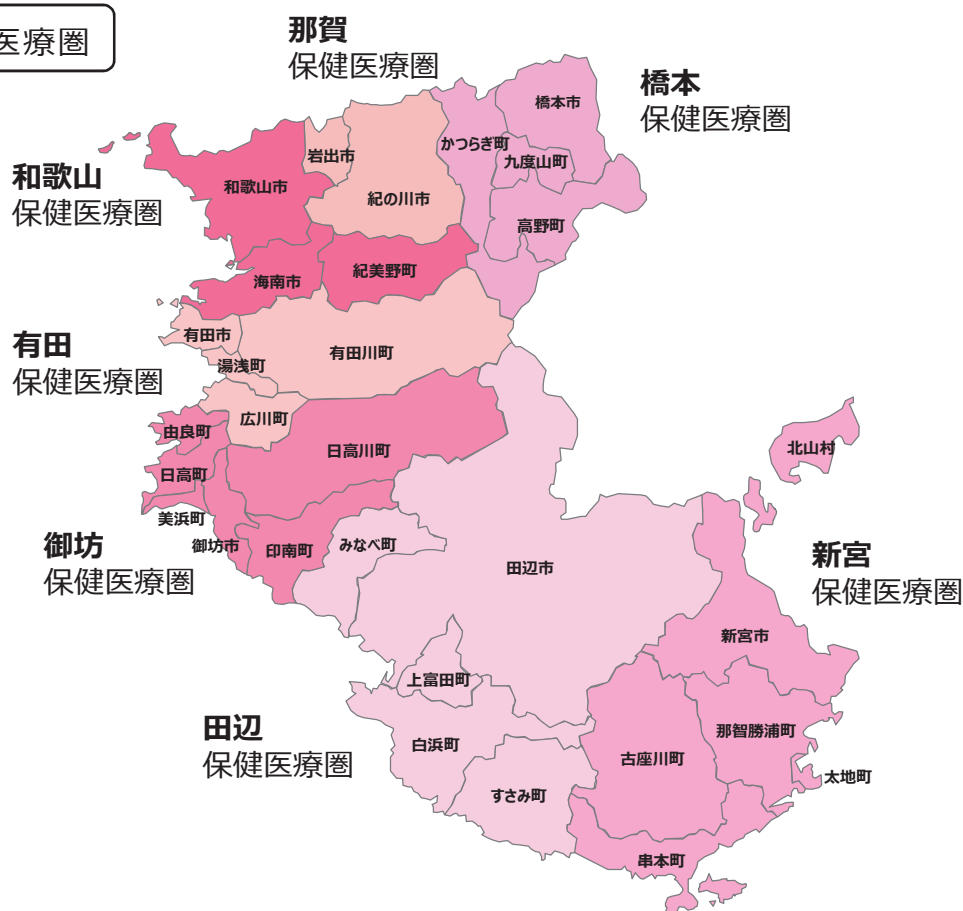 医療圏
那賀
保健医療圏
橋本
保健医療圏
橋本市
かつらぎ町
九度山町
岩出市
和歌山
保健医療圏
和歌山市
紀の川市
高野町
紀美野町
海南市
有田
保健医療圏
有田市
湯浅町
有田川町
広川町
由良町
日高川町
北山村
日高町
美浜町
御坊
保健医療圏
御坊市
印南町
みなべ町
田辺市
新宮
保健医療圏
新宮市
上富田町
田辺
保健医療圏
白浜町
那智勝浦町
古座川町
太地町
すさみ町
串本町